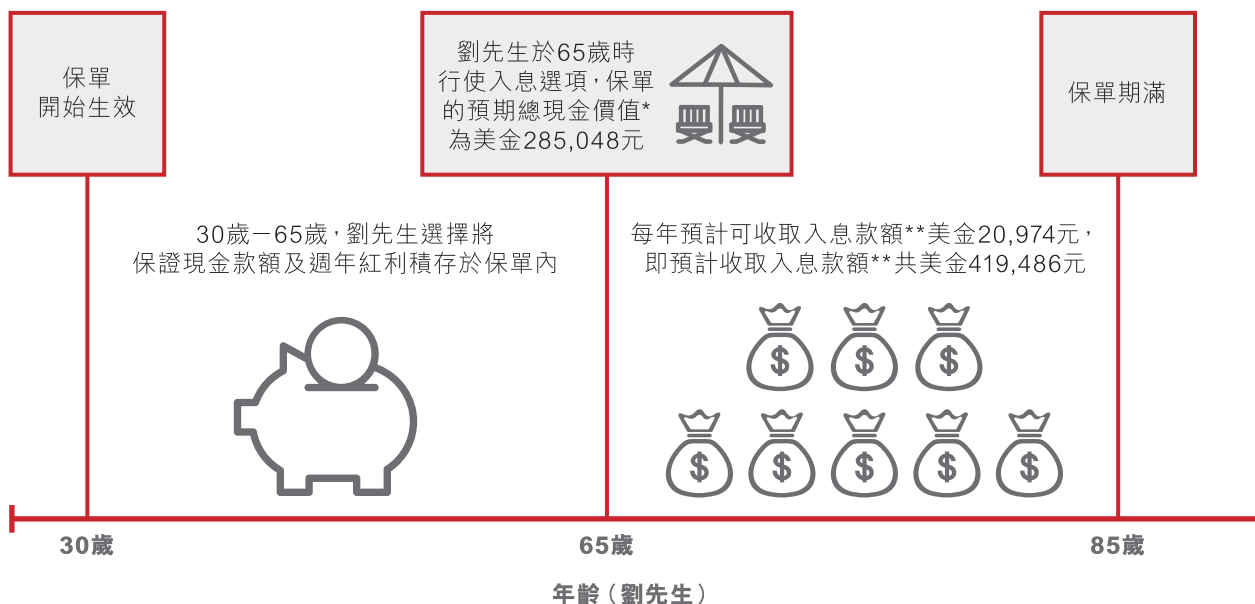 保單
開始生效
劉先生於65歲時
行使入息選項，保單
的預期總現金價值*
為美金285,048元
保單期滿
30歲－65歲，劉先生選擇將
保證現金款額及週年紅利積存於保單內
每年預計可收取入息款額**美金20,974元，
即預計收取入息款額**共美金419,486元
$ $ $
$ $ $ $ $
30歲
65歲
85歲
年齡（劉先生）